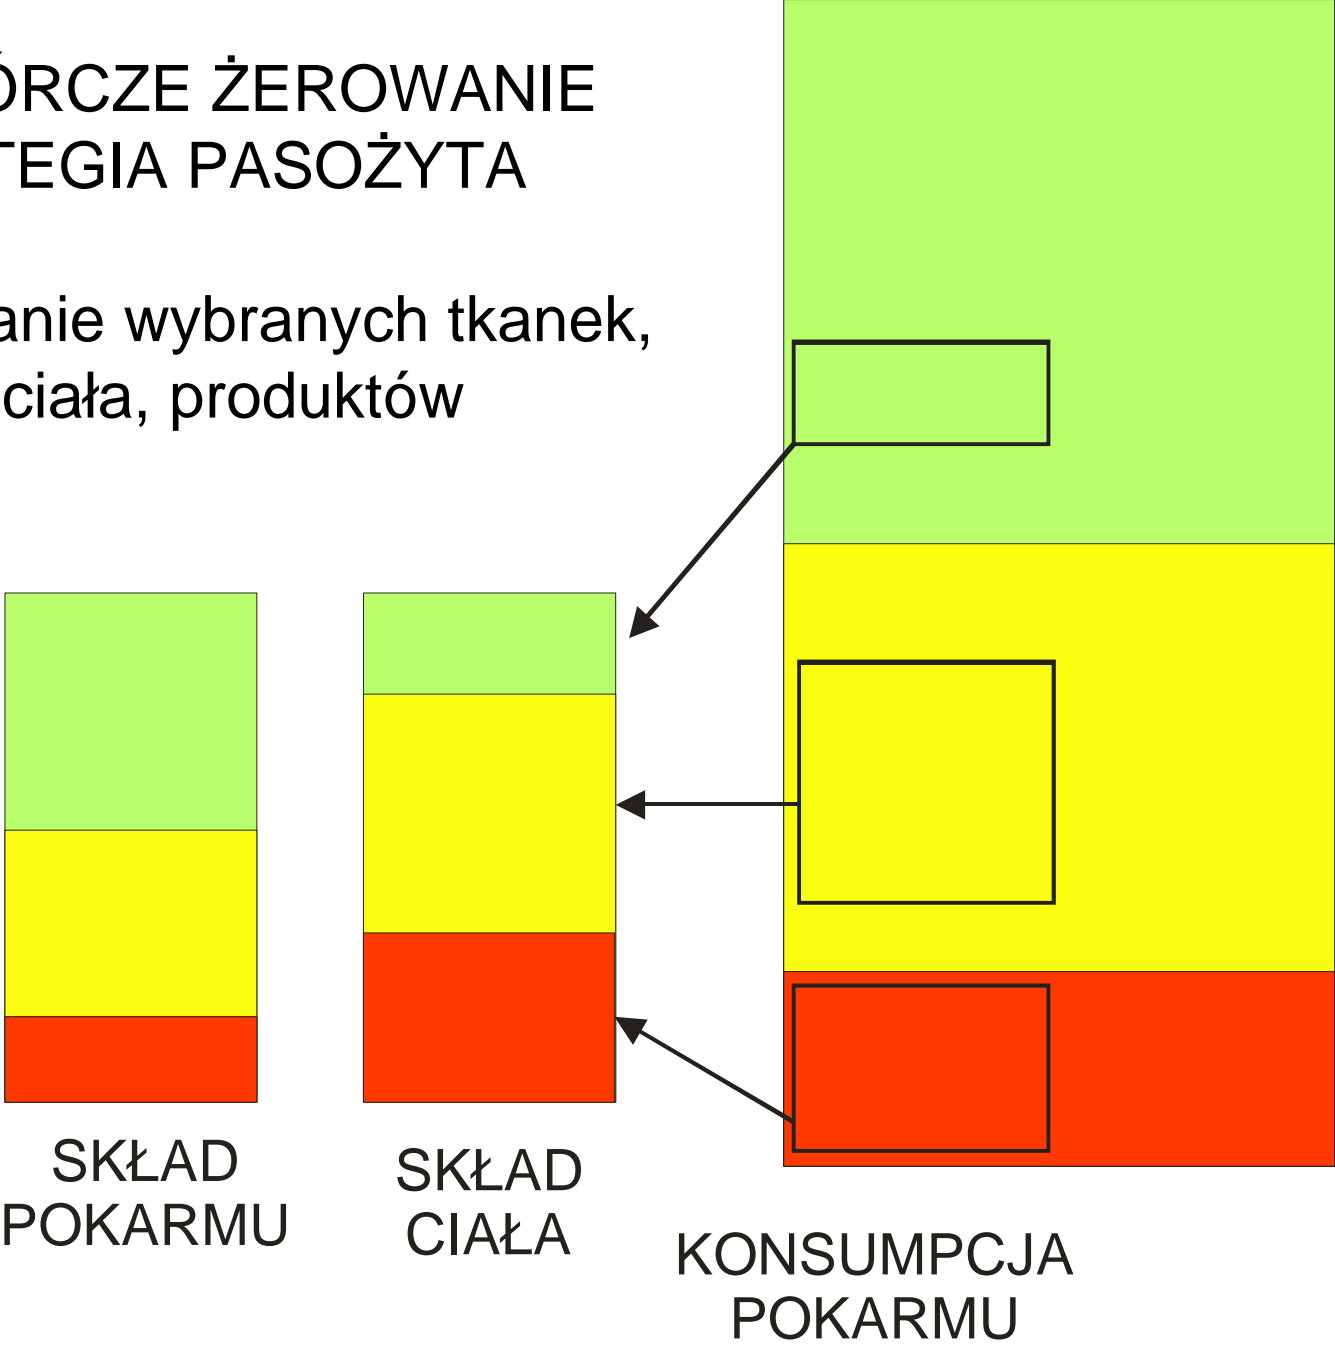 ÓRCZE ŻEROWANIE
TEGIA PASOŻYTA
anie wybranych tkanek,
ciała, produktów
SKŁAD
POKARMU
SKŁAD
CIAŁA
KONSUMPCJA
POKARMU